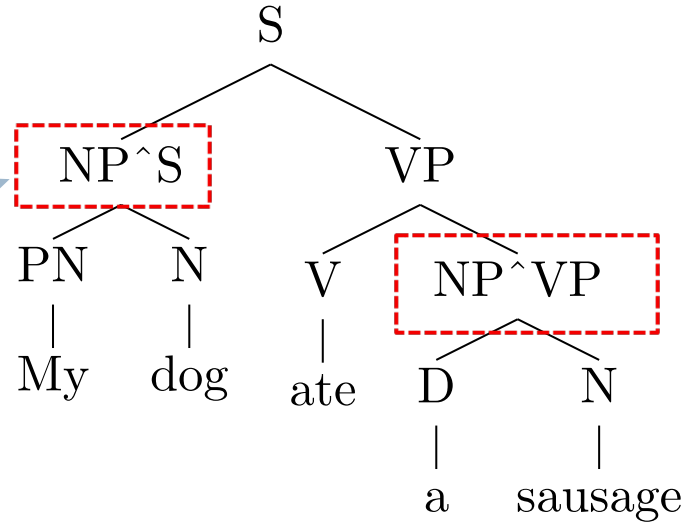 S
NP^S VP
PN N V NP^VP
My dog ate D N
a sausage